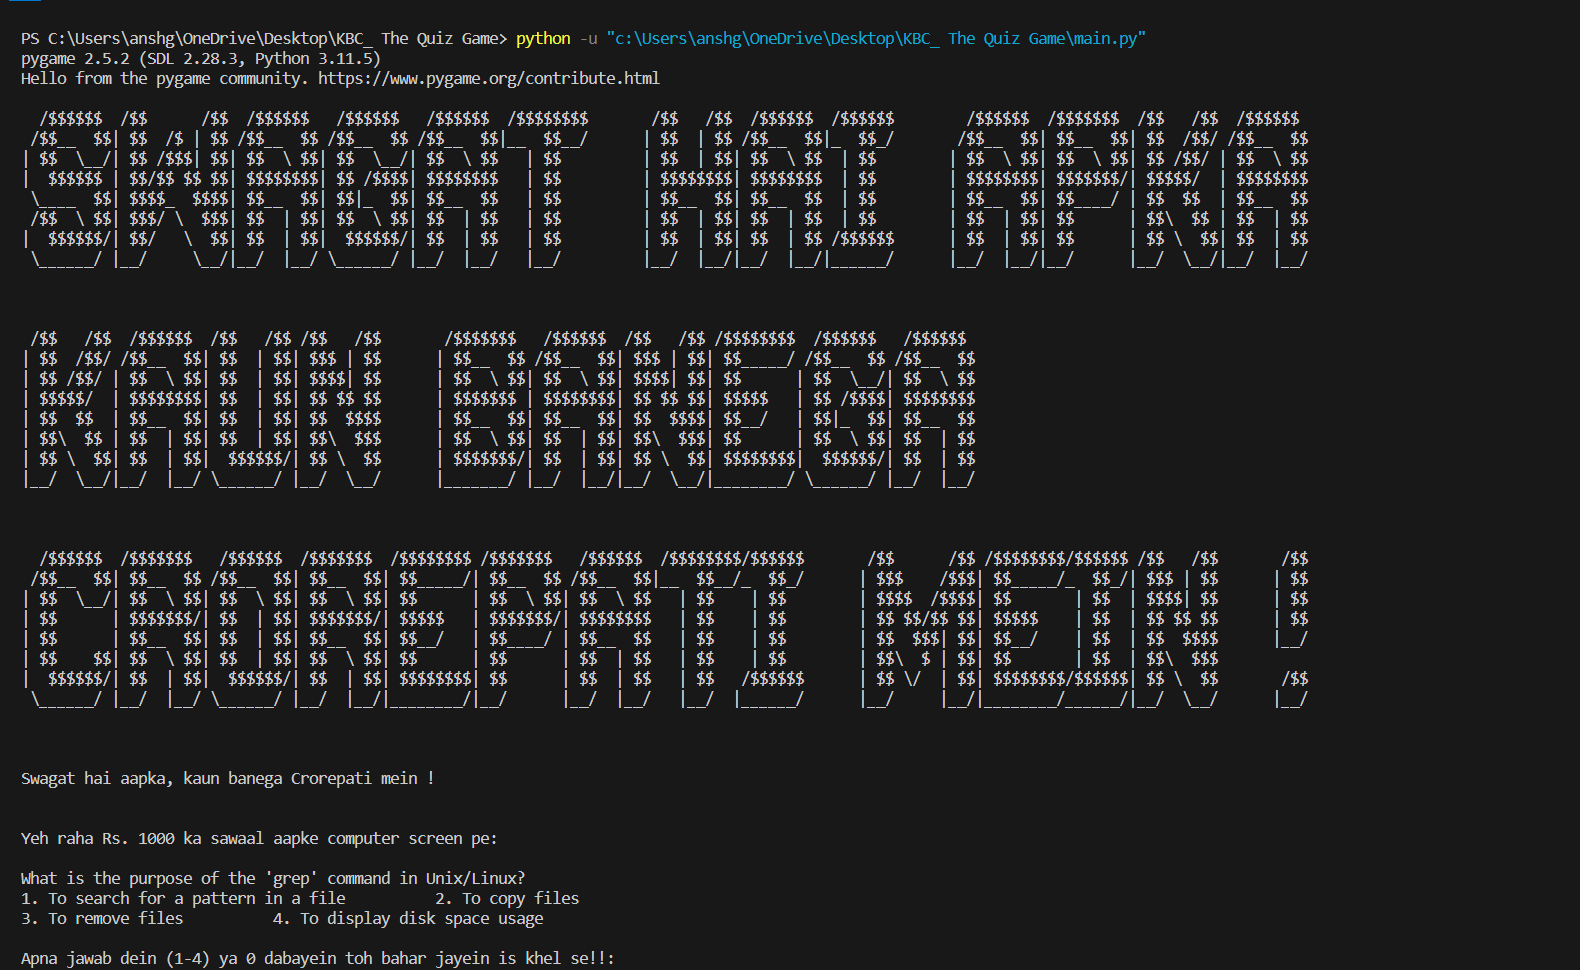 PS C:\Users\anshg\OneDrive\Desktop\KBC_ The Quiz Game> python -u "c:\Users\anshg\OneDrive\Desktop\KBC_ The Quiz Game\main.py"
pygame 2.5.2 (SDL 2.28.3, Python 3.11.5)
Hello from the pygame community. https://www.pygame.org/contribute.html
SWAGAT HAI APKA
KAUN BANEGA
CROREPATI MEIN !
Swagat hai aapka, kaun banega Crorepati mein !
Yeh raha Rs. 1000 ka sawaal aapke computer screen pe:
What is the purpose of the 'grep' command in Unix/Linux?
1. To search for a pattern in a file 2. To copy files
3. To remove files 4. To display disk space usage
Apna jawab dein (1-4) ya 0 dabayein toh bahar jayein is khel se!!: